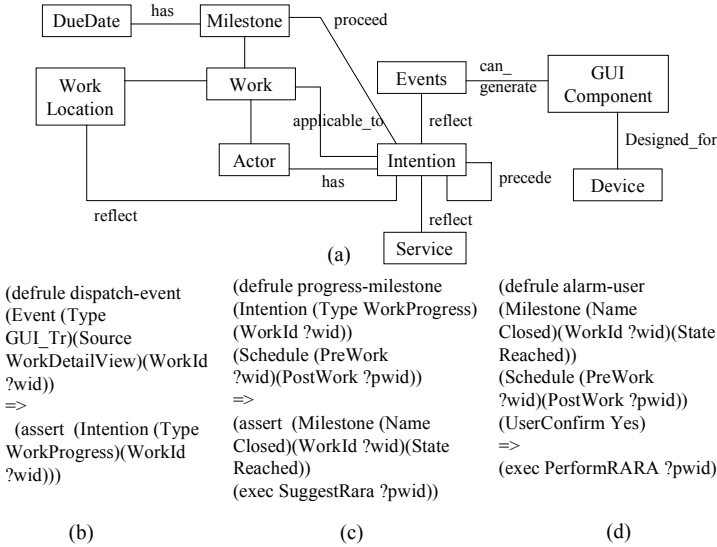 DueDate
has
Milestone
proceed
Work
Location
Work
Events
can_
generate
GUI
Component
applicable_to
reflect
Designed_for
Actor
has
Intention
precede
Device
reflect
reflect
Service
(a)
(defrule dispatch-event
(Event (Type
GUI_Tr)(Source
WorkDetailView)(WorkId
?wid))
=>
(assert (Intention (Type
WorkProgress)(WorkId
?wid)))
(b)
(defrule progress-milestone
(Intention (Type WorkProgress)
(WorkId ?wid))
(Schedule (PreWork
?wid)(PostWork ?pwid))
=>
(assert (Milestone (Name
Closed)(WorkId ?wid)(State
Reached))
(exec SuggestRara ?pwid))
(c)
(defrule alarm-user
(Milestone (Name
Closed)(WorkId ?wid)(State
Reached))
(Schedule (PreWork
?wid)(PostWork ?pwid))
(UserConfirm Yes)
=>
(exec PerformRARA ?pwid)
(d)